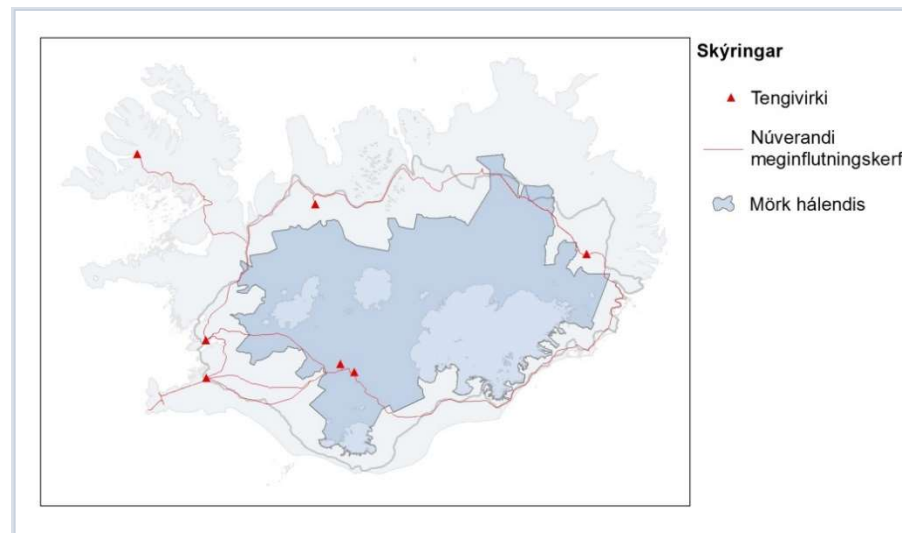 Skýringar
Tengivirki
Núverandi
meginflutningskerf
Mörk hálendis